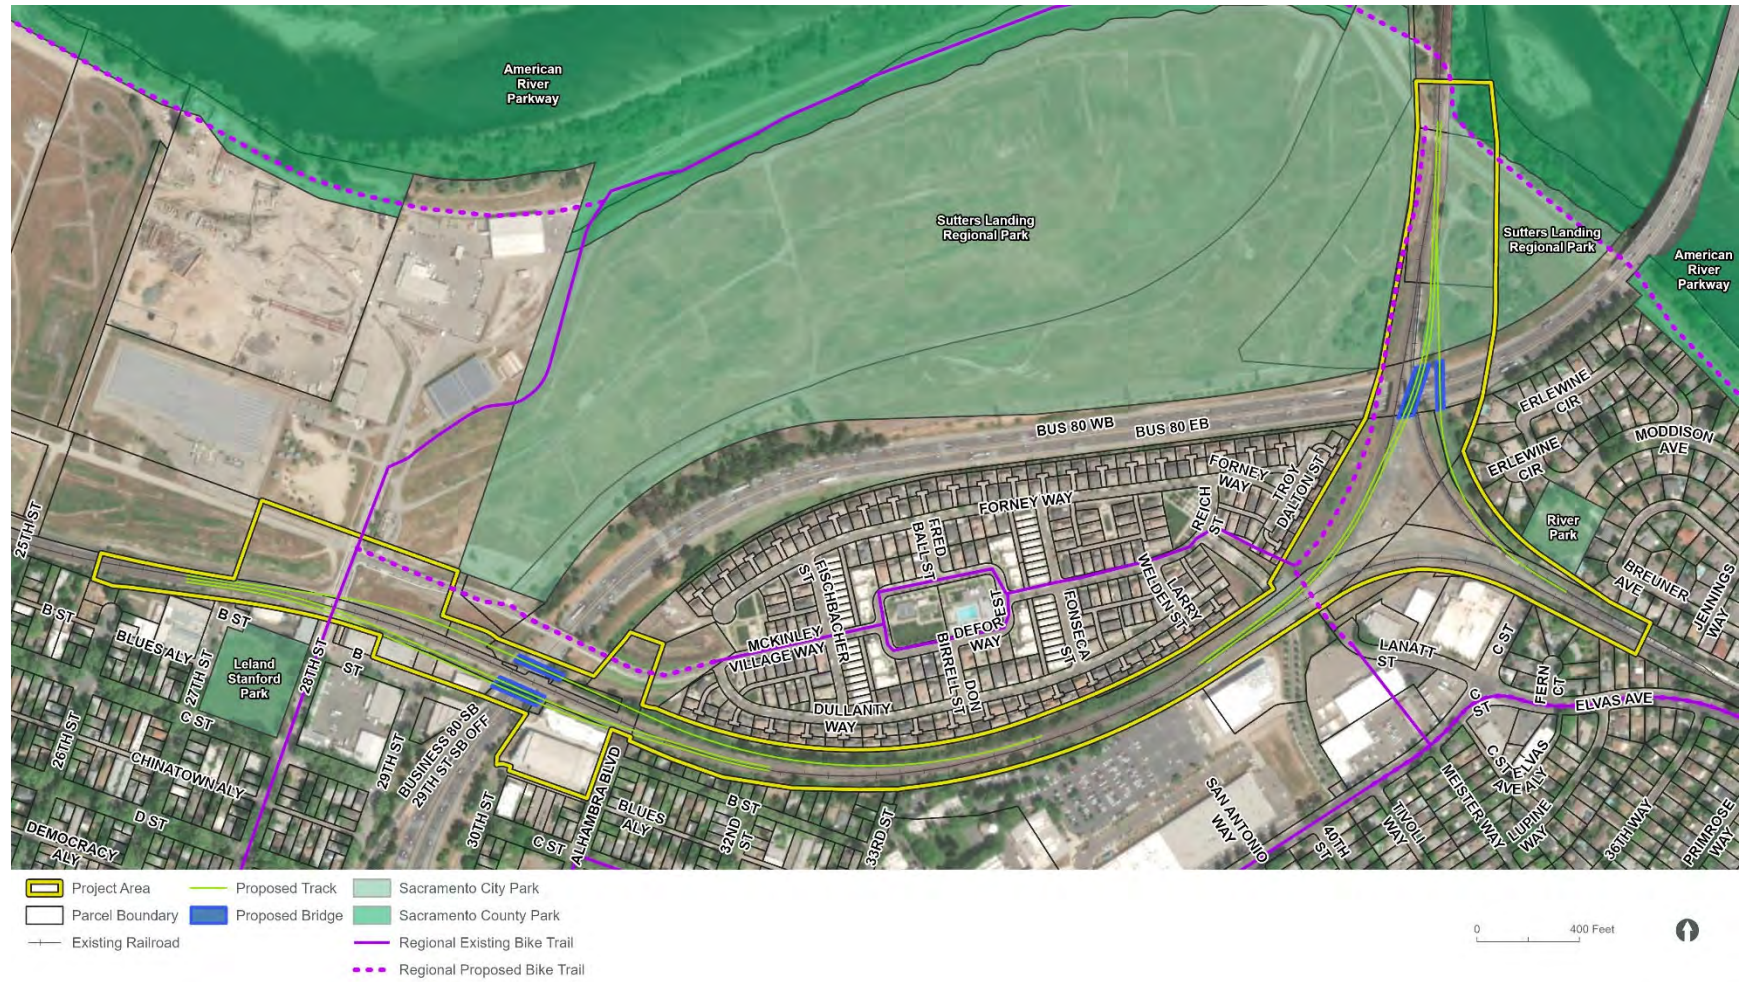 American
River
Parkway
Sutters Landing
Regional Park
Sutters Landing
Regional Park
American
River
Parkway
BUS 80 WB
BUS 80 EB
ERLEWINE
CIR
MODDISON
AVE
ERLEWINE
CIR
FORNEY
WAY
TROY
DALTON ST
REICH
ST
FORNEY WAY
25TH ST
River
Park
FRED
BALL ST
FISCHBACHER
ST
WELDEN ST
LARRY
BREUNER
AVE
JENNINGS
WAY
B ST
B ST
BLUES ALY
27TH ST
Leland
Stanford
Park
28TH ST
B
ST
MCKINLEY
VILLAGE WAY
DEFOR
EST
WAY
BIRRELL ST
DON
FONSECA
ST
LANATT
ST
C ST
FERN
CT
C
ST
ELVAS AVE
DULLANTY
WAY
26TH ST
C ST
CHINATOWN ALY
29TH ST
BUSINESS 80 SB
29TH ST. SB OFF
30TH ST
ALHAMBRA BLVD
BLUES
ALY
B ST
32ND
ST
C ST
33RD ST
SAN ANTONIO
WAY
40TH
ST
TIVOLI
WAY
MEISTER WAY
C ST
ELVAS
AVE ALY
LUPINE
WAY
36TH WAY
PRIMROSE
WAY
D ST
DEMOCRACY
ALY
Project Area
Proposed Track
Sacramento City Park
Parcel Boundary
Proposed Bridge
Sacramento County Park
Existing Railroad
Regional Existing Bike Trail
Regional Proposed Bike Trail
0
400 Feet